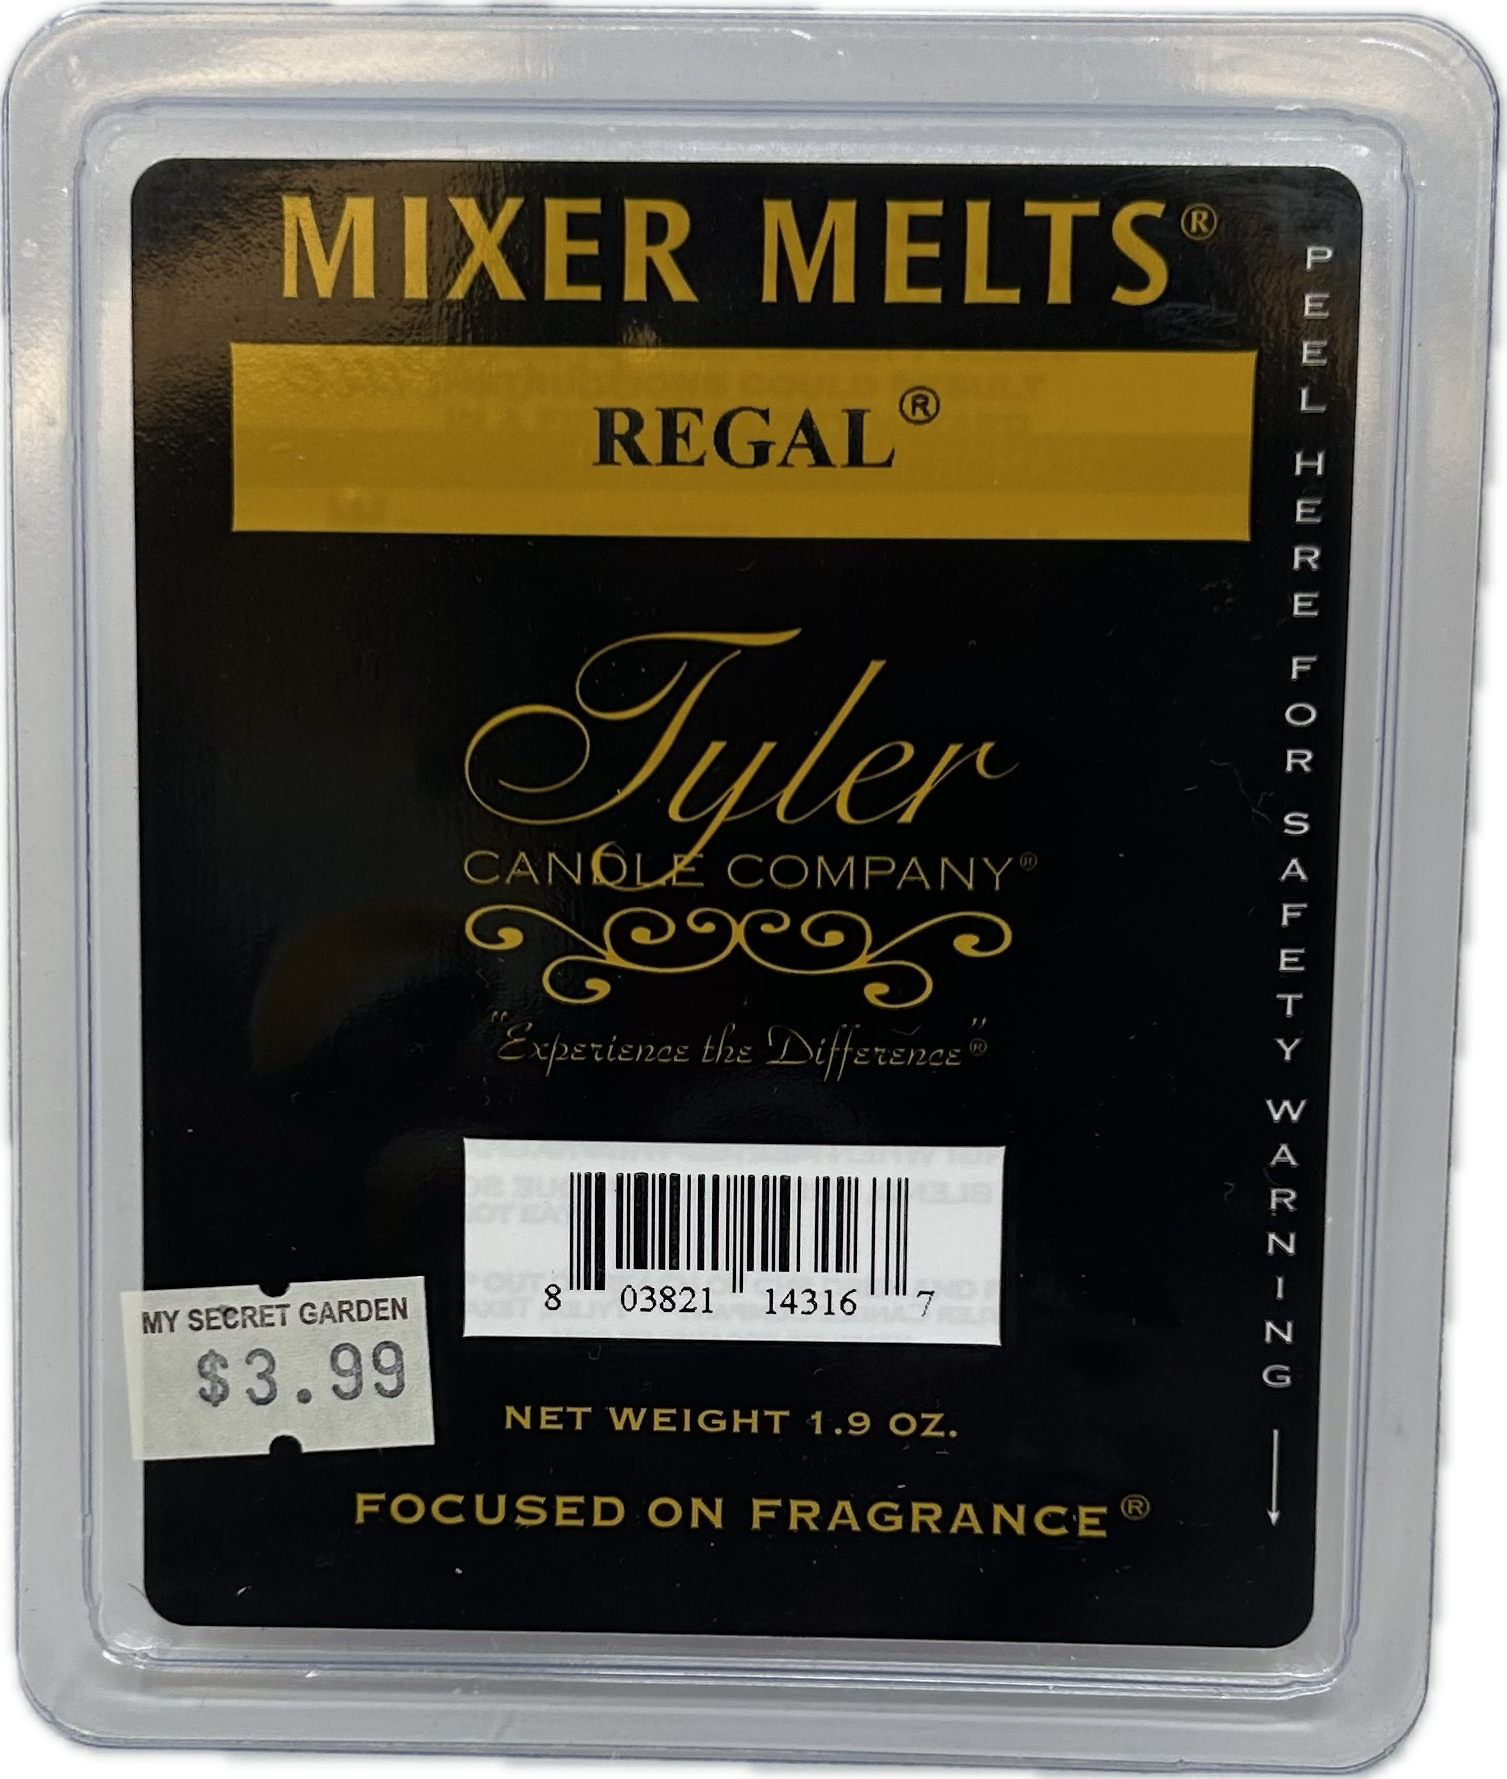 MIXER MELTS®
REGAL®
Tyler
CANDLE COMPANY®
"Experience the Difference"®
8 03821 14316 7
MY SECRET GARDEN
$3.99
NET WEIGHT 1.9 OZ.
FOCUSED ON FRAGRANCE®
PEEL HERE FOR SAFETY WARNING